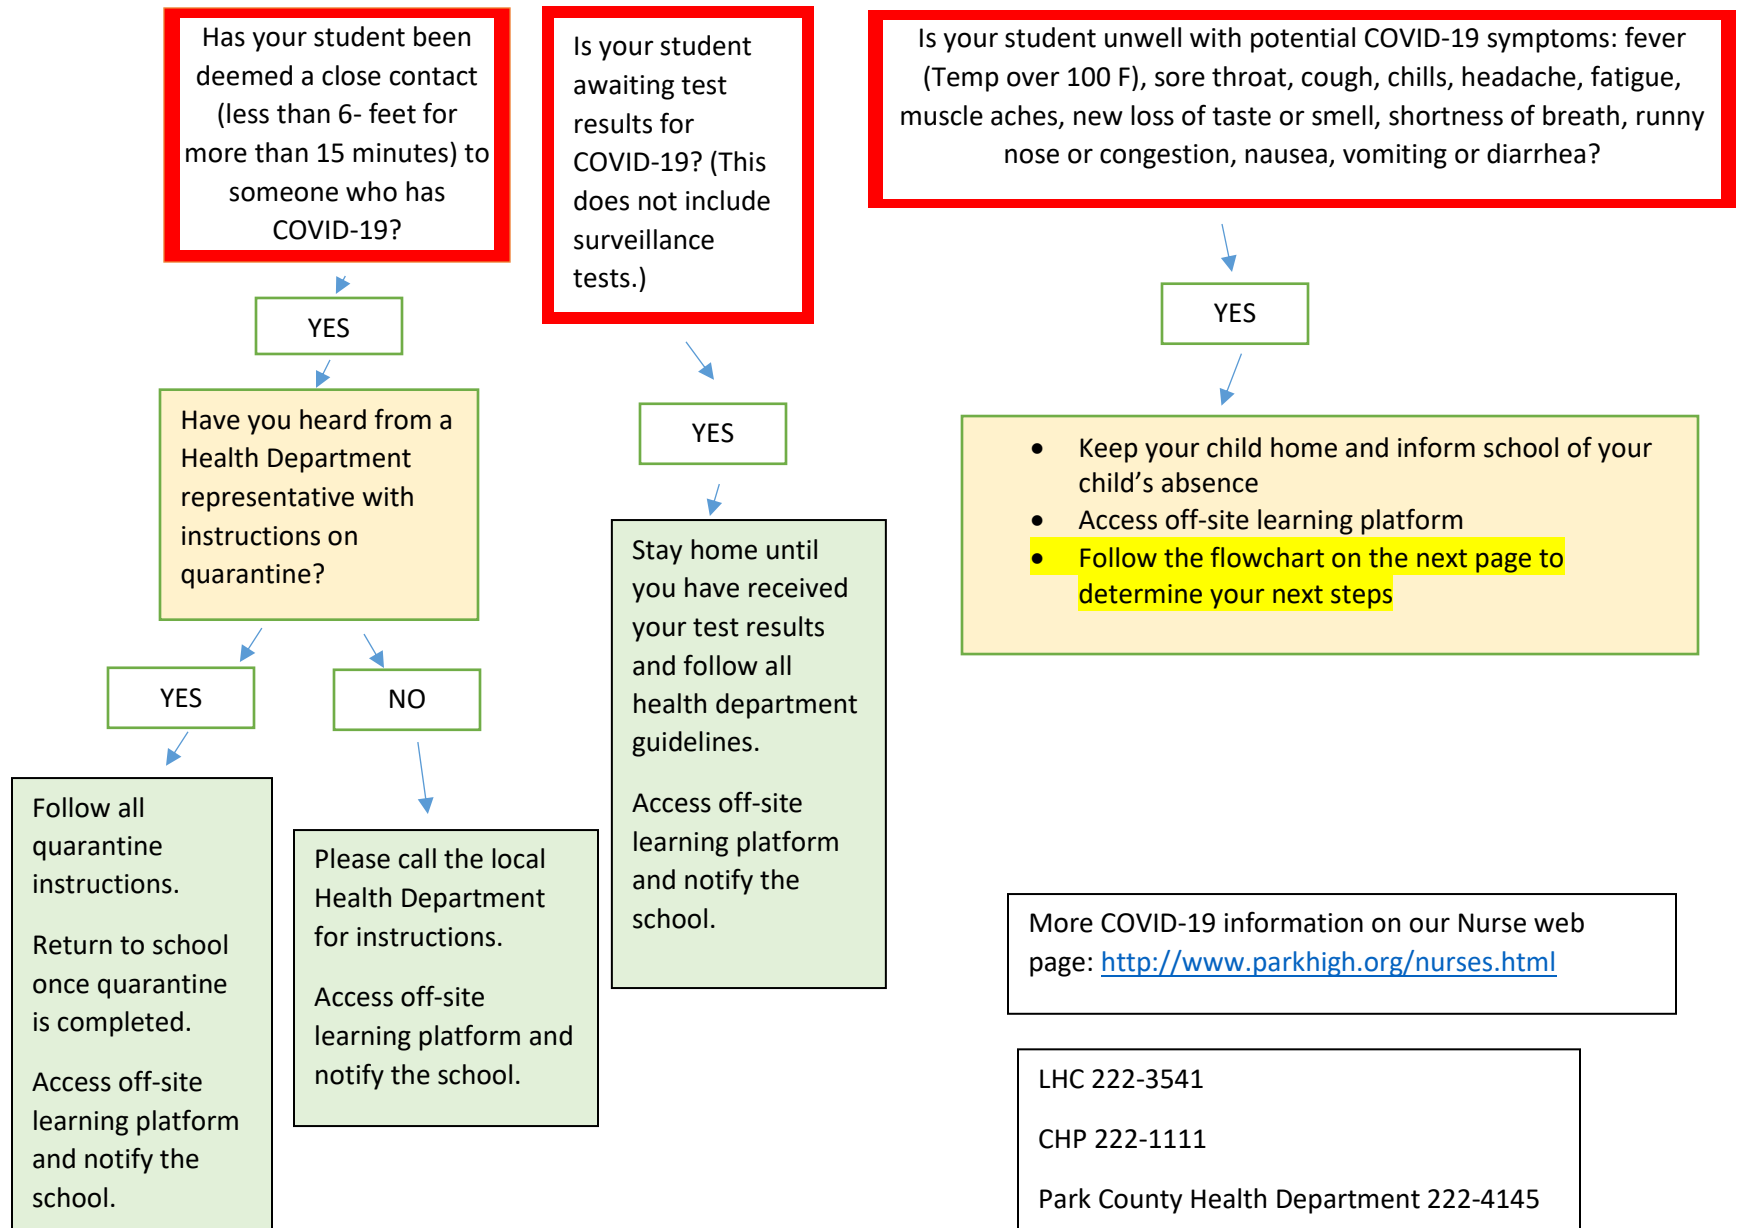 Has your student been
deemed a close contact
(less than 6- feet for
more than 15 minutes) to
someone who has
COVID-19?
YES
Have you heard from a
Health Department
representative with
instructions on
quarantine?
YES
NO
Follow all
quarantine
instructions.
Return to school
once quarantine
is completed.
Access off-site
learning platform
and notify the
school.
Please call the local
Health Department
for instructions.
Access off-site
learning platform and
notify the school.
Is your student
awaiting test
results for
COVID-19? (This
does not include
surveillance
tests.)
YES
Stay home until
you have received
your test results
and follow all
health department
guidelines.
Access off-site
learning platform
and notify the
school.
Is your student unwell with potential COVID-19 symptoms: fever
(Temp over 100 F), sore throat, cough, chills, headache, fatigue,
muscle aches, new loss of taste or smell, shortness of breath, runny
nose or congestion, nausea, vomiting or diarrhea?
YES
• Keep your child home and inform school of your
child’s absence
• Access off-site learning platform
• Follow the flowchart on the next page to
determine your next steps
More COVID-19 information on our Nurse web
page: http://www.parkhigh.org/nurses.html
LHC 222-3541
CHP 222-1111
Park County Health Department 222-4145